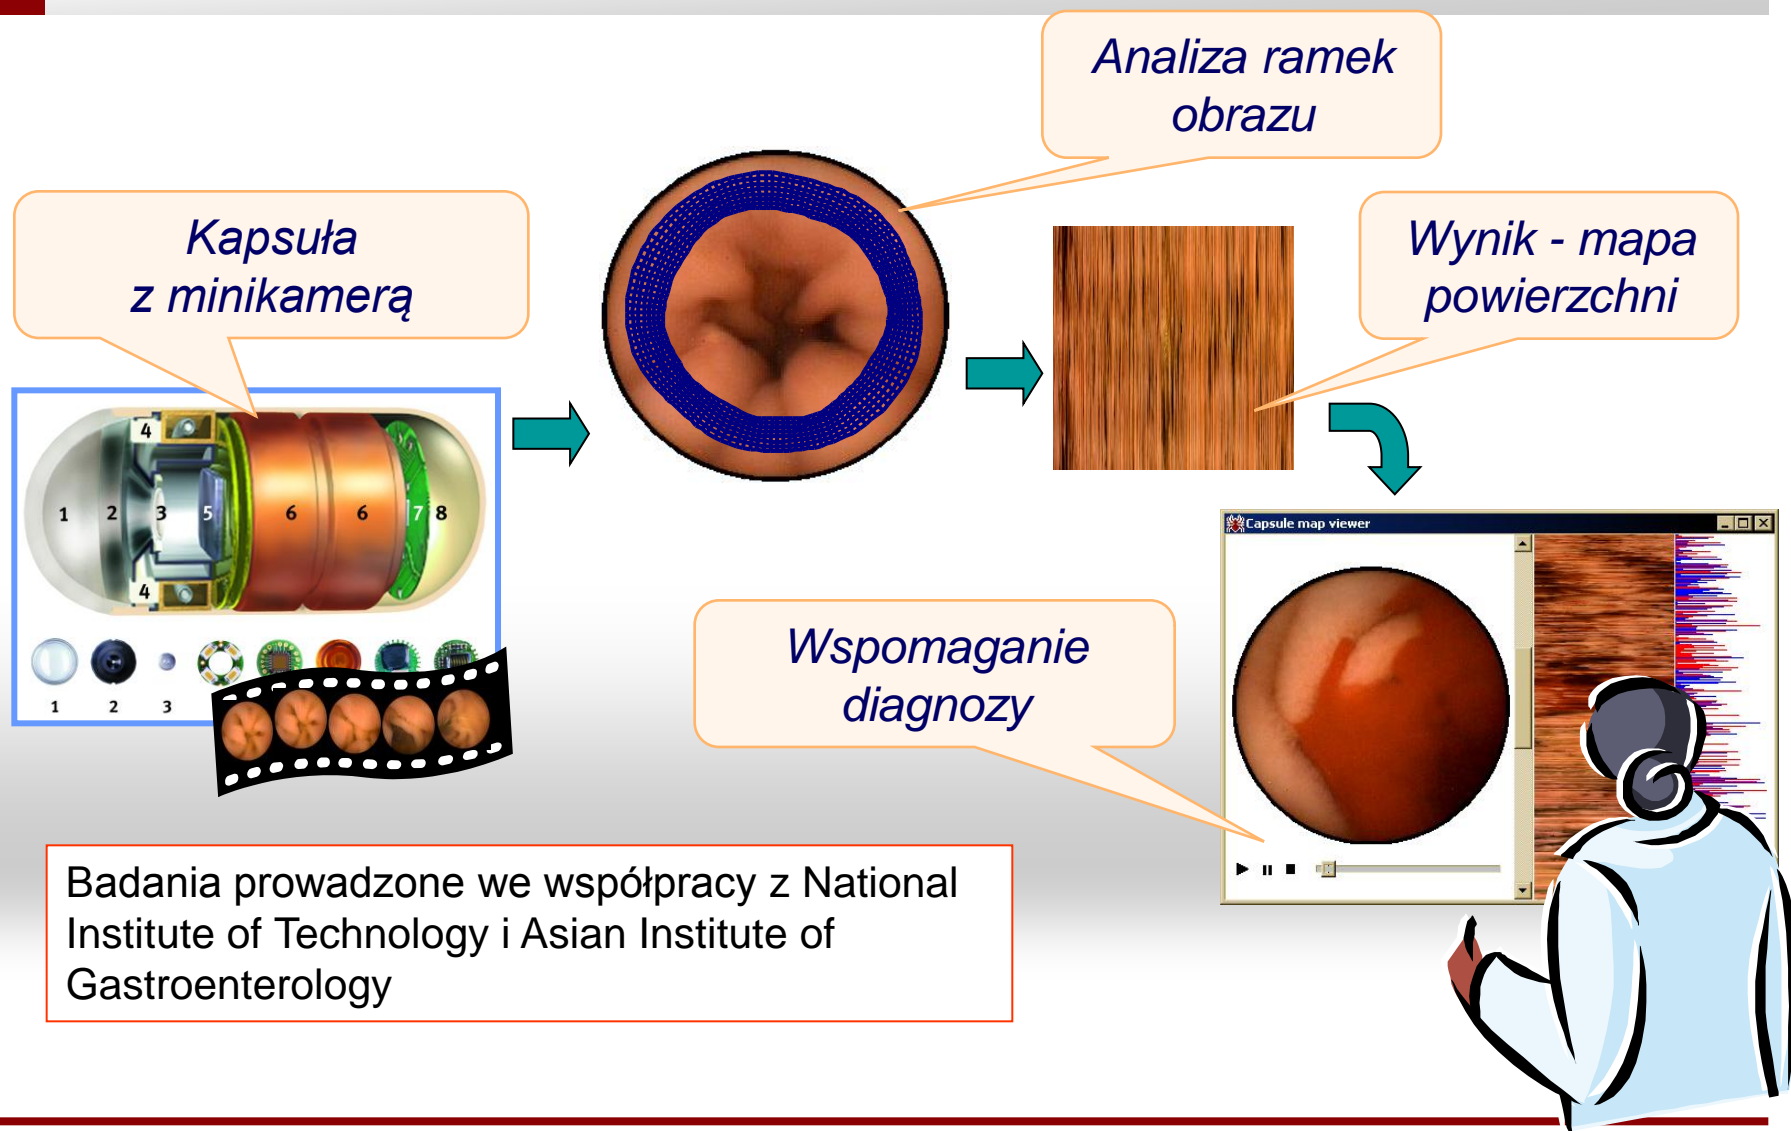 Analiza ramek
obrazu
Kapsuła
z minikamerą
Wynik - mapa
powierzchni
4
1 2 3 5 6 6 7 8
4
1 2 3
Capsule map viewer
Wspomaganie
diagnozy
Badania prowadzone we współpracy z National
Institute of Technology i Asian Institute of
Gastroenterology